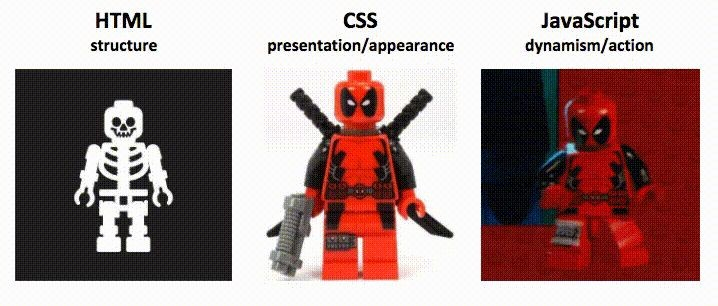 HTML
structure
CSS
presentation/appearance
JavaScript
dynamism/action